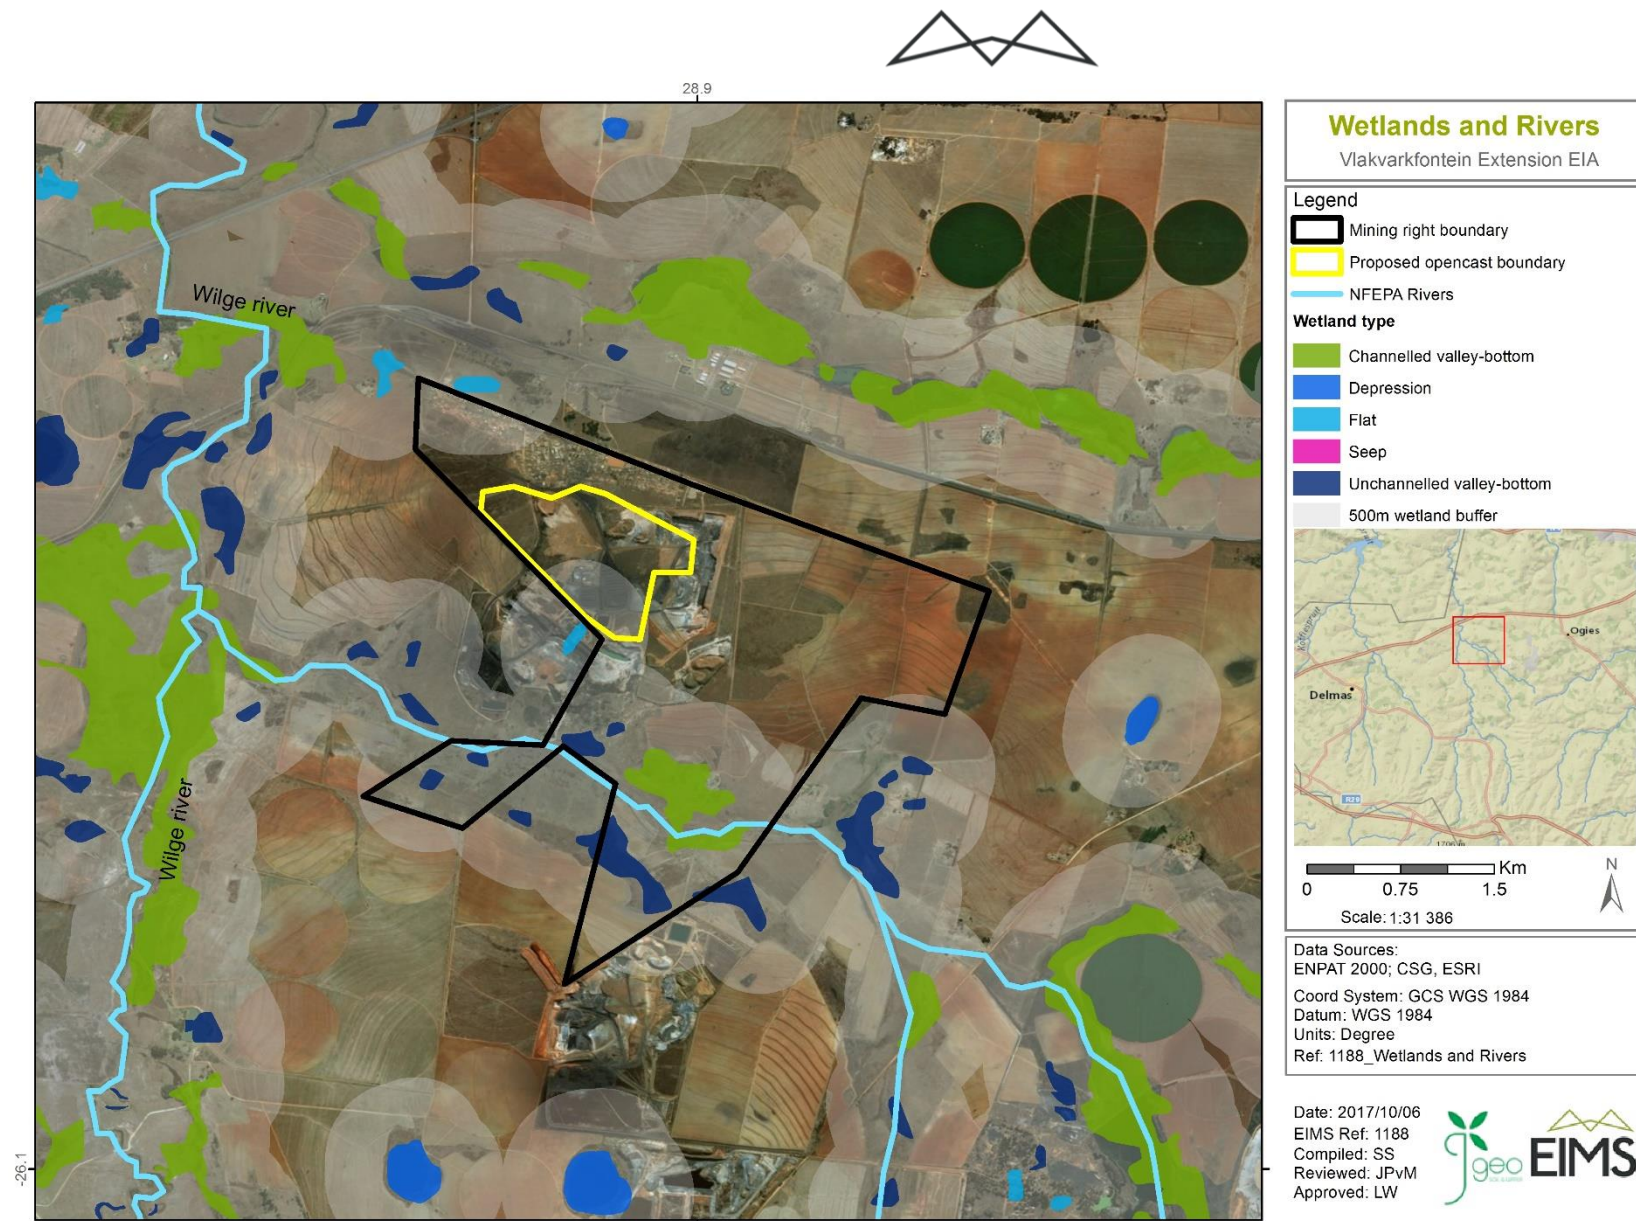 28.9
Wetlands and Rivers
Vlakvarkfontein Extension EIA
Legend
Mining right boundary
Proposed opencast boundary
NFEPA Rivers
Wetland type
Channelled valley-bottom
Depression
Flat
Seep
Unchannelled valley-bottom
500m wetland buffer
Wilge river
Wilge river
-26.1
Ogies
Delmas
R29
Km
0 0.75 1.5
N
Scale: 1:31 386
Data Sources:
ENPAT 2000; CSG, ESRI
Coord System: GCS WGS 1984
Datum: WGS 1984
Units: Degree
Ref: 1188_Wetlands and Rivers
Date: 2017/10/06
EIMS Ref: 1188
Compiled: SS
Reviewed: JPvM
Approved: LW
geo
EIMS